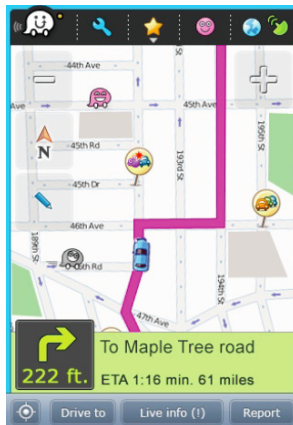 44th Ave
Ave
45th Ave
N
45th Rd
193rd St
195th St
45th Dr
46th Ave
189th St
6th Rd
194th St
47th Ave
To Maple Tree road
222 ft.
ETA 1:16 min. 61 miles
Drive to
Live info (!)
Report